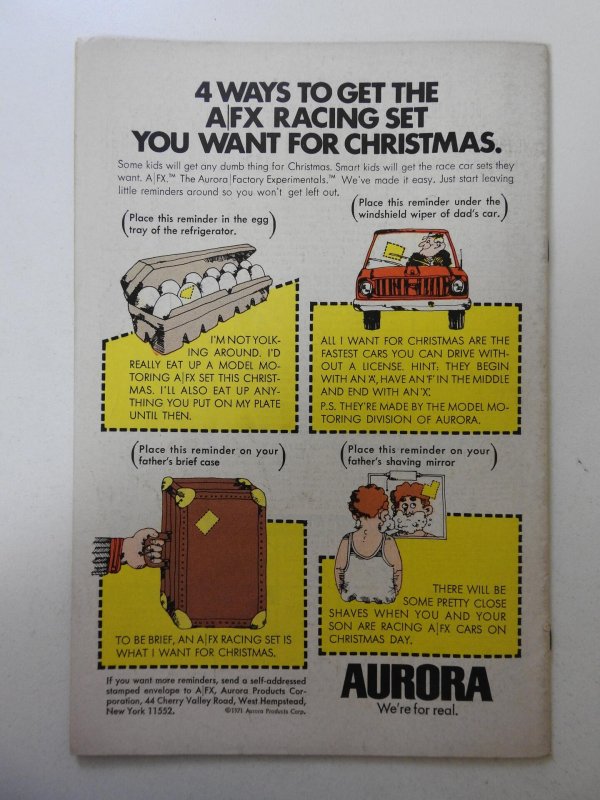 4 WAYS TO GET THE
A|FX RACING SET
YOU WANT FOR CHRISTMAS.
Some kids will get any dumb thing for Christmas. Smart kids will get the race car sets they
want. A|FX.™ The Aurora|Factory Experimentals.™ We've made it easy. Just start leaving
little reminders around so you won't get left out.
(Place this reminder in the egg
tray of the refrigerator.)
I'M NOT YOLK-
ING AROUND. I'D
REALLY EAT UP A MODEL MO-
TORING A|FX SET THIS CHRIST-
MAS. I'LL ALSO EAT UP ANY-
THING YOU PUT ON MY PLATE
UNTIL THEN.
(Place this reminder under the
windshield wiper of dad's car.)
ALL I WANT FOR CHRISTMAS ARE THE
FASTEST CARS YOU CAN DRIVE WITH-
OUT A LICENSE. HINT: THEY BEGIN
WITH AN 'A', HAVE AN 'F' IN THE MIDDLE
AND END WITH AN 'X'.
P.S. THEY'RE MADE BY THE MODEL MO-
TORING DIVISION OF AURORA.
(Place this reminder on your
father's brief case)
TO BE BRIEF, AN A|FX RACING SET IS
WHAT I WANT FOR CHRISTMAS.
(Place this reminder on your
father's shaving mirror)
THERE WILL BE
SOME PRETTY CLOSE
SHAVES WHEN YOU AND YOUR
SON ARE RACING A|FX CARS ON
CHRISTMAS DAY.
If you want more reminders, send a self-addressed
stamped envelope to A|FX, Aurora Products Cor-
poration, 44 Cherry Valley Road, West Hempstead,
New York 11552. ©1971 Aurora Products Corp.
AURORA
We're for real.